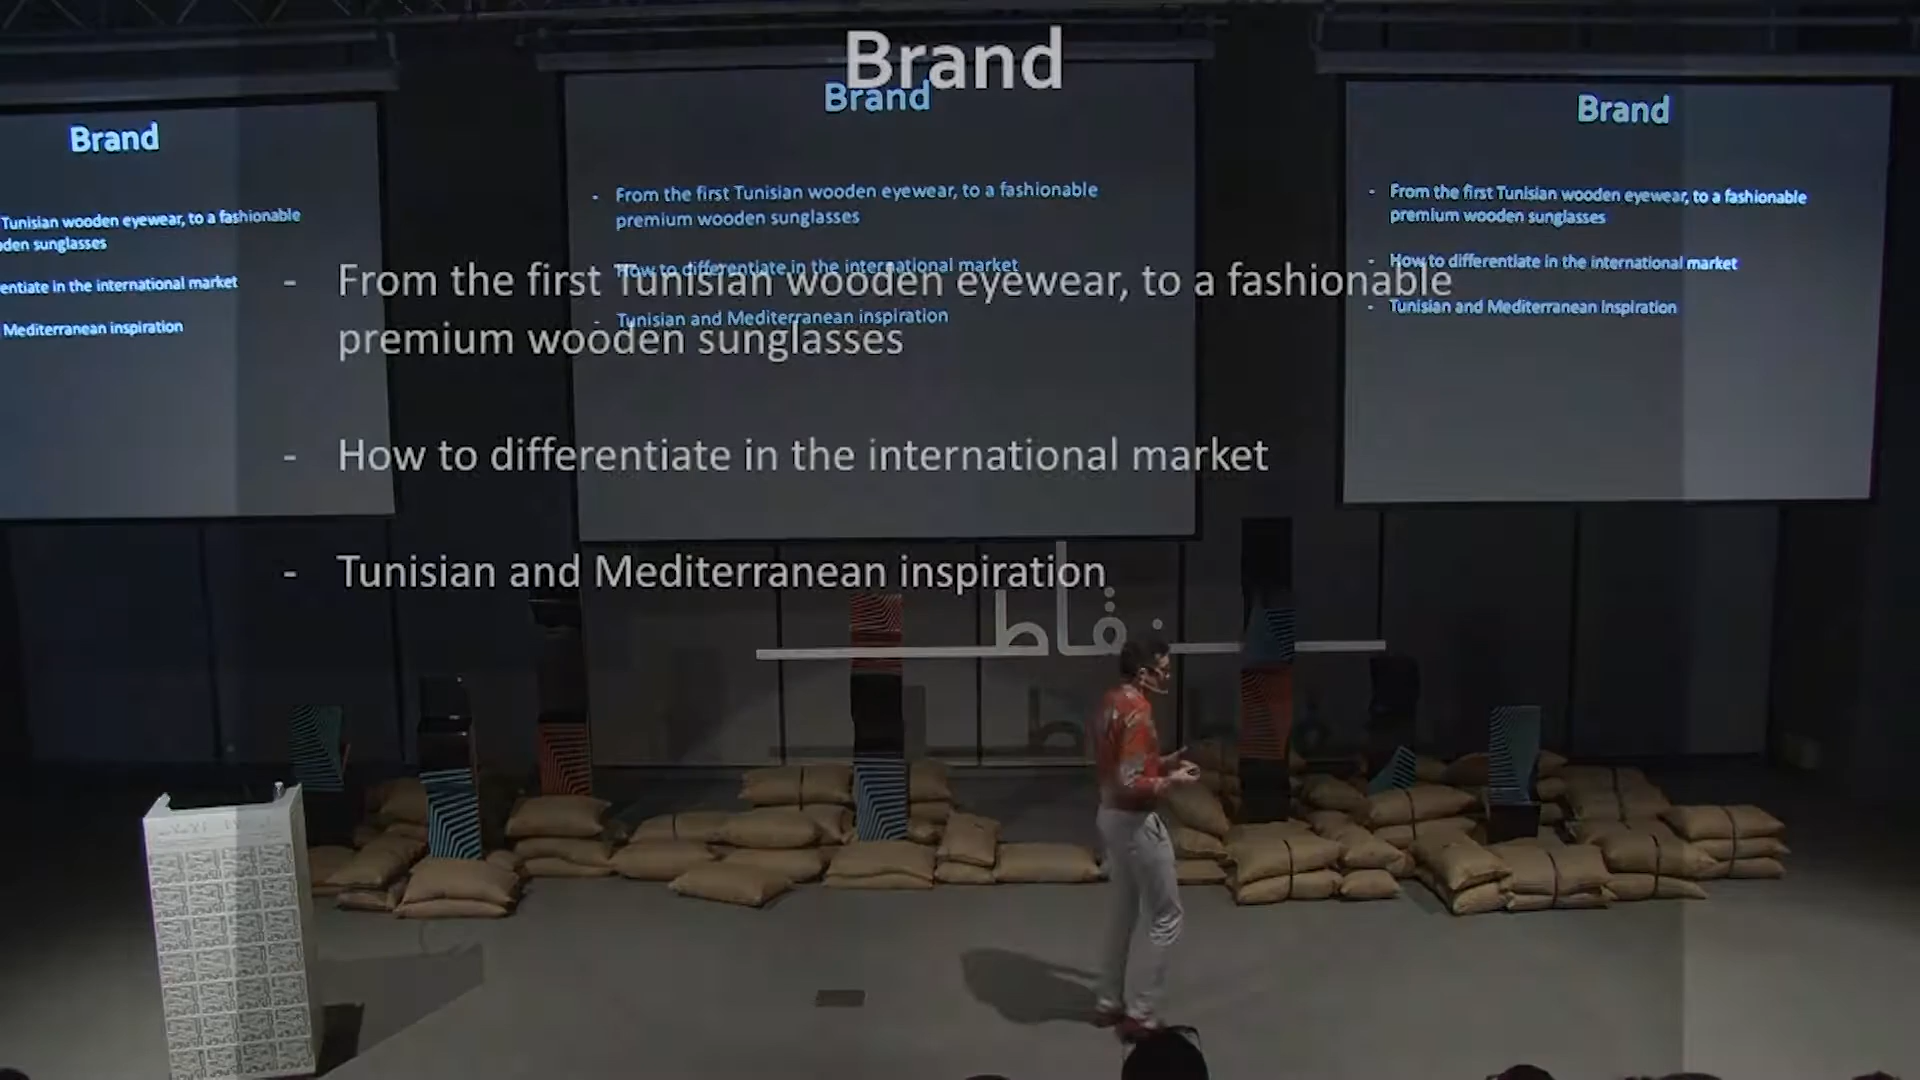 Brand
From the first Tunisian wooden eyewear, to a fashionable
premium wooden sunglasses
How to differentiate in the international market
Tunisian and Mediterranean inspiration
Brand
Tunisian wooden eyewear, to a fashionable
den sunglasses
entiate in the international market
Mediterranean inspiration
Brand
- From the first Tunisian wooden eyewear, to a fashionable
premium wooden sunglasses
How to differentiate in the international market
- Tunisian and Mediterranean inspiration
Brand
- From the first Tunisian wooden eyewear, to a fashionable
premium wooden sunglasses
- How to differentiate in the international market
- Tunisian and Mediterranean inspiration
نقاط